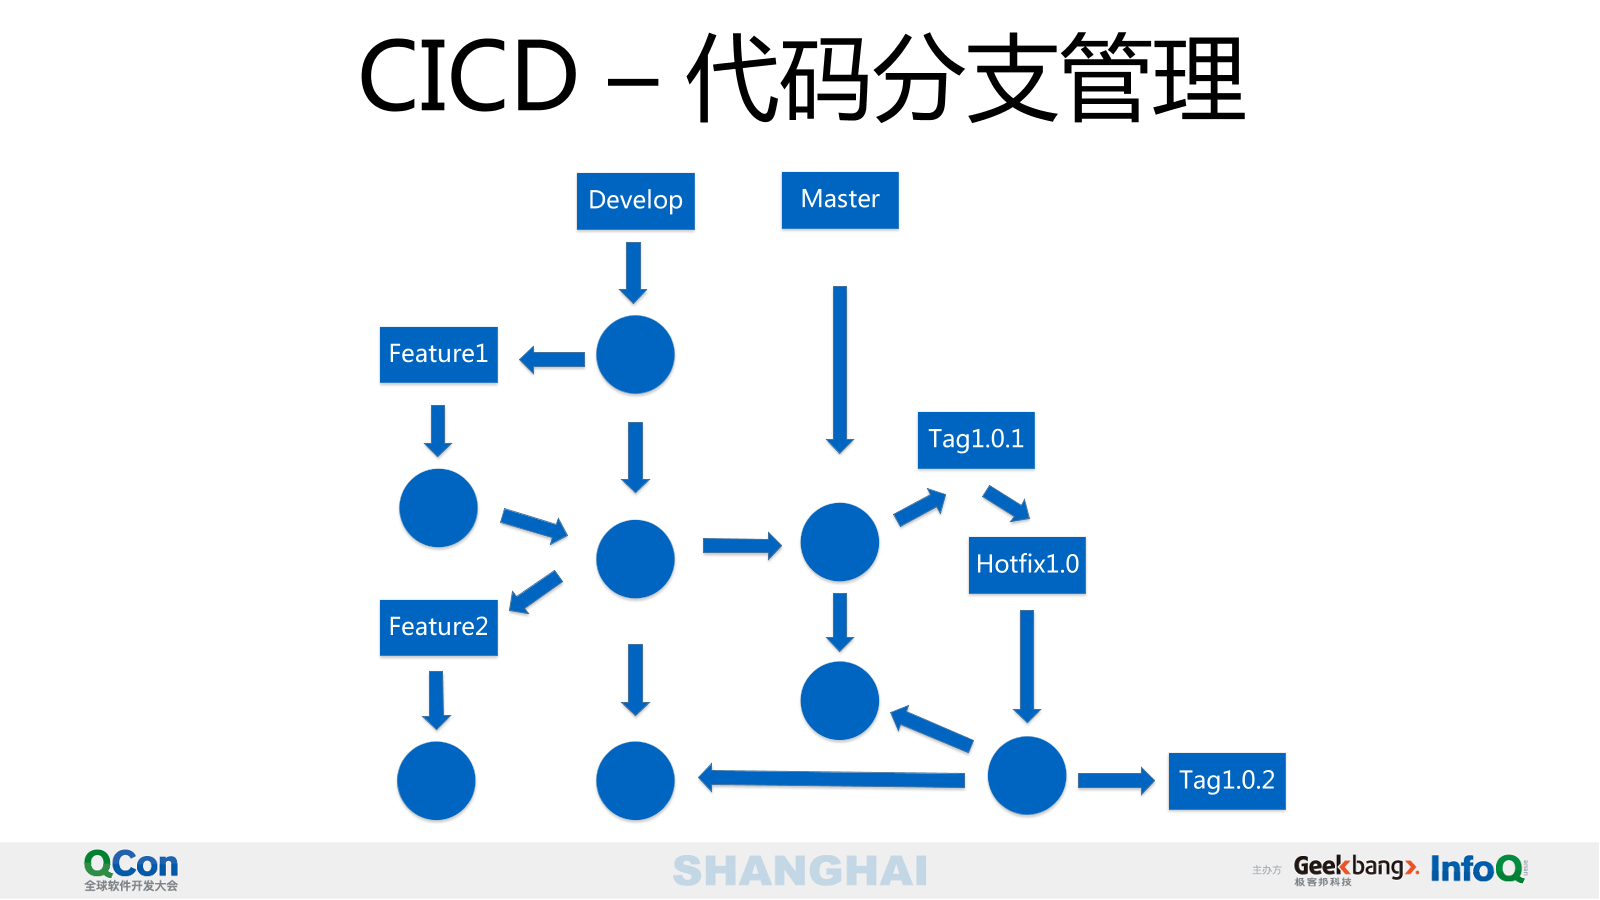 CICD – 代码分支管理
Develop
Master
Feature1
Tag1.0.1
Hotfix1.0
Feature2
Tag1.0.2
QCon
全球软件开发大会
SHANGHAI
主办方
Geekbang
极客邦科技
InfoQ